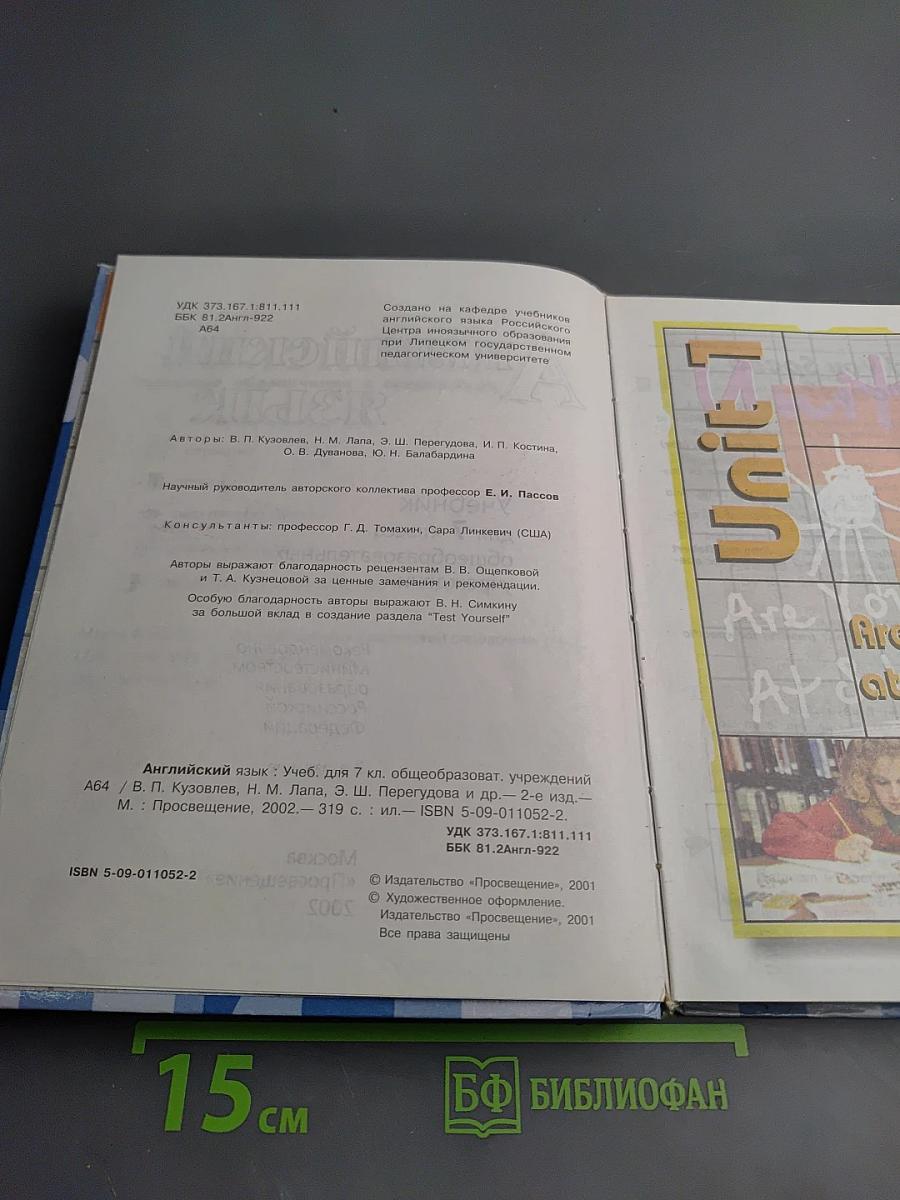 УДК 373.167.1:811.111
ББК 81.2Англ-922
А64
Создано на кафедре учебников
английского языка Российского
Центра иноязычного образования
при Липецком государственном
педагогическом университете
Авторы: В. П. Кузовлев, Н. М. Лапа, Э. Ш. Перегудова, И. П. Костина,
О. В. Дуванова, Ю. Н. Балабардина
Научный руководитель авторского коллектива профессор Е. И. Пассов
Консультанты: профессор Г. Д. Томахин, Сара Линкевич (США)
Авторы выражают благодарность рецензентам В. В. Ощепковой
и Т. А. Кузнецовой за ценные замечания и рекомендации.
Особую благодарность авторы выражают В. Н. Симкину
за большой вклад в создание раздела "Test Yourself"
Английский язык : Учеб. для 7 кл. общеобразоват. учреждений
А64 / В. П. Кузовлев, Н. М. Лапа, Э. Ш. Перегудова и др.— 2-е изд.—
М. : Просвещение, 2002.— 319 с. : ил.— ISBN 5-09-011052-2.
УДК 373.167.1:811.111
ББК 81.2Англ-922
ISBN 5-09-011052-2
© Издательство «Просвещение», 2001
© Художественное оформление.
Издательство «Просвещение», 2001
Все права защищены
Unit 1
Are You
At
Are
at
15 см
БФ БИБЛИОФАН